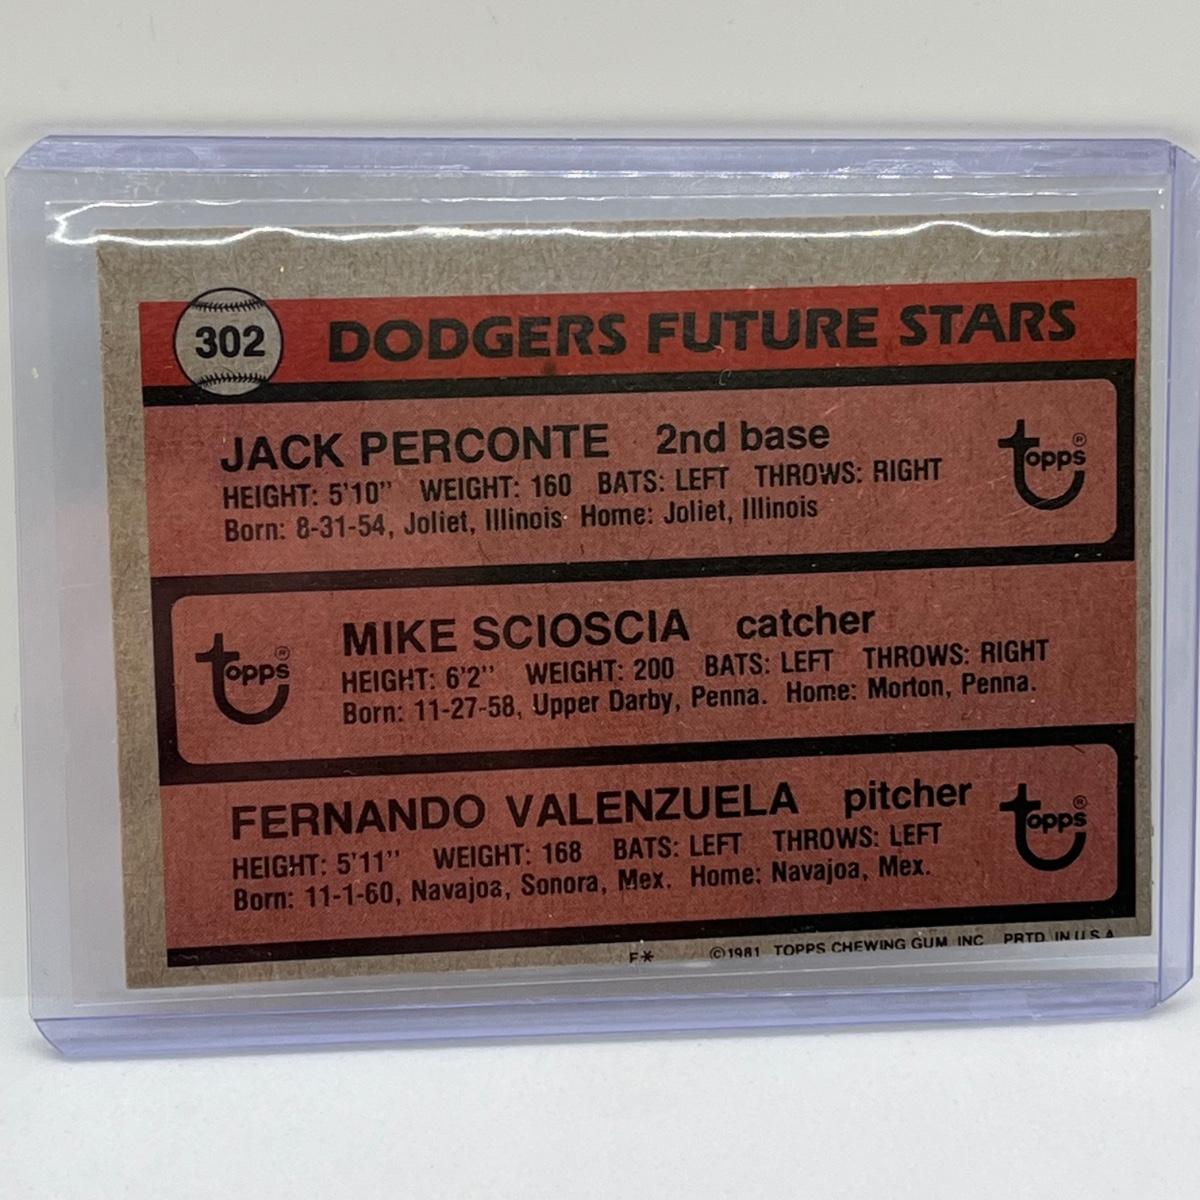 302 DODGERS FUTURE STARS
JACK PERCONTE 2nd base
HEIGHT: 5'10" WEIGHT: 160 BATS: LEFT THROWS: RIGHT
Born: 8-31-54, Joliet, Illinois Home: Joliet, Illinois
topps®
topps®
MIKE SCIOSCIA catcher
HEIGHT: 6'2" WEIGHT: 200 BATS: LEFT THROWS: RIGHT
Born: 11-27-58, Upper Darby, Penna. Home: Morton, Penna.
FERNANDO VALENZUELA pitcher
HEIGHT: 5'11" WEIGHT: 168 BATS: LEFT THROWS: LEFT
Born: 11-1-60, Navajoa, Sonora, Mex. Home: Navajoa, Mex.
topps®
F* ©1981 TOPPS CHEWING GUM, INC. PRTD. IN U.S.A.